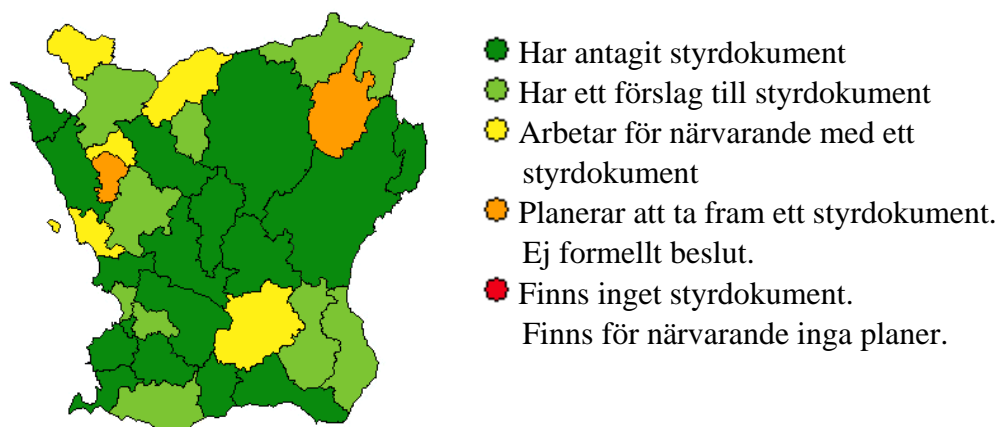 Har antagit styrdokument
Har ett förslag till styrdokument
Arbetar för närvarande med ett
styrdokument
Planerar att ta fram ett styrdokument.
Ej formellt beslut.
Finns inget styrdokument.
Finns för närvarande inga planer.